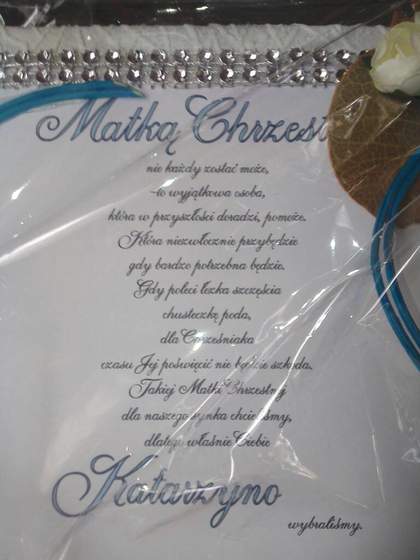 Matką Chrzest
nie każdy zostać może,
to wyjątkowa osoba,
która w przyszłości doradzi, pomoże.
Która niezwłocznie przybędzie
gdy bardzo potrzebna będzie.
Gdy poleci łezka szczęścia
chusteczkę poda,
dla Chrześniaka
czasu Jej poświęcić nie będzie szkoda.
Takiej Matki Chrzestnej
dla naszego synka chcieliśmy,
dlatego właśnie Ciebie
Katarzyno
wybraliśmy.